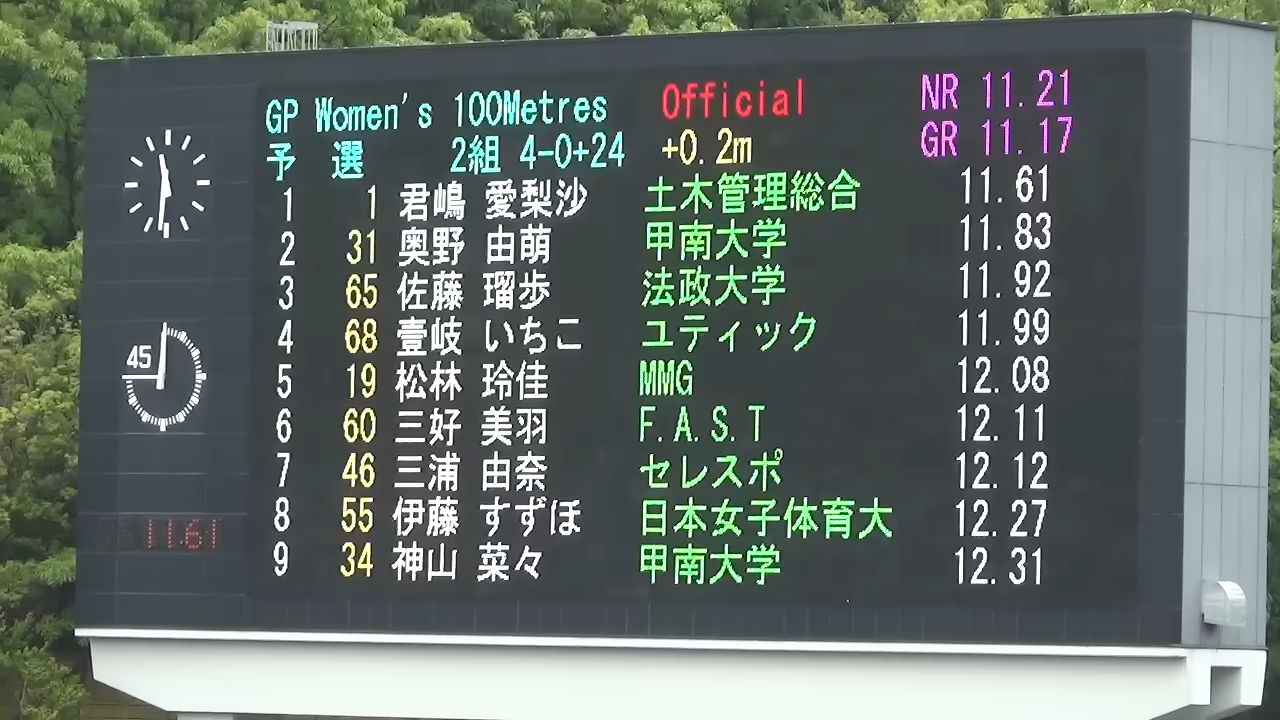 GP Women's 100Metres Official NR 11.21
予 選 2組 4-0+24 +0.2m GR 11.17
1 1 君嶋 愛梨沙 土木管理総合 11.61
2 31 奥野 由萌 甲南大学 11.83
3 65 佐藤 瑠歩 法政大学 11.92
4 68 壹岐 いちこ ユティック 11.99
5 19 松林 玲佳 MMG 12.08
6 60 三好 美羽 F.A.S.T 12.11
7 46 三浦 由奈 セレスポ 12.12
8 55 伊藤 すずほ 日本女子体育大 12.27
9 34 神山 菜々 甲南大学 12.31
45
11.61